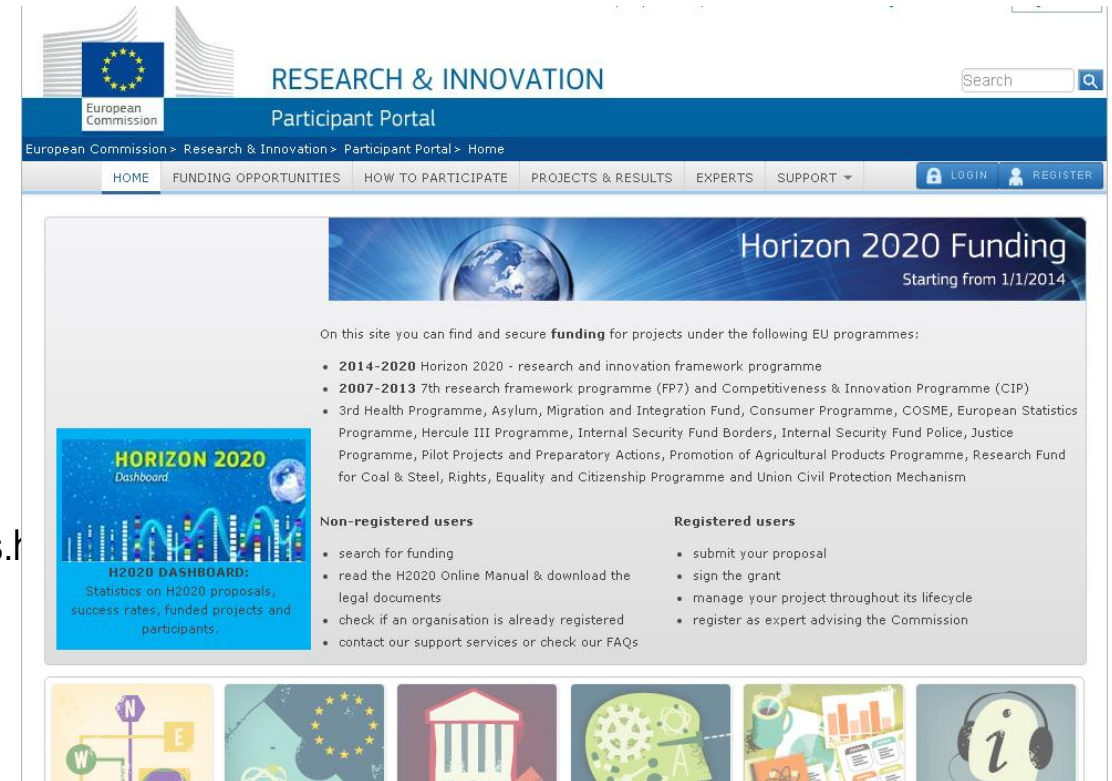 RESEARCH & INNOVATION
Search
European
Commission
Participant Portal
European Commission > Research & Innovation > Participant Portal > Home
HOME FUNDING OPPORTUNITIES HOW TO PARTICIPATE PROJECTS & RESULTS EXPERTS SUPPORT LOGIN REGISTER
Horizon 2020 Funding
Starting from 1/1/2014
On this site you can find and secure funding for projects under the following EU programmes:
• 2014-2020 Horizon 2020 - research and innovation framework programme
• 2007-2013 7th research framework programme (FP7) and Competitiveness & Innovation Programme (CIP)
• 3rd Health Programme, Asylum, Migration and Integration Fund, Consumer Programme, COSME, European Statistics
Programme, Hercule III Programme, Internal Security Fund Borders, Internal Security Fund Police, Justice
Programme, Pilot Projects and Preparatory Actions, Promotion of Agricultural Products Programme, Research Fund
for Coal & Steel, Rights, Equality and Citizenship Programme and Union Civil Protection Mechanism
HORIZON 2020
Dashboard
H2020 DASHBOARD:
Statistics on H2020 proposals,
success rates, funded projects and
participants.
Non-registered users
• search for funding
• read the H2020 Online Manual & download the
legal documents
• check if an organisation is already registered
• contact our support services or check our FAQs
Registered users
• submit your proposal
• sign the grant
• manage your project throughout its lifecycle
• register as expert advising the Commission
N
E
W
A
i